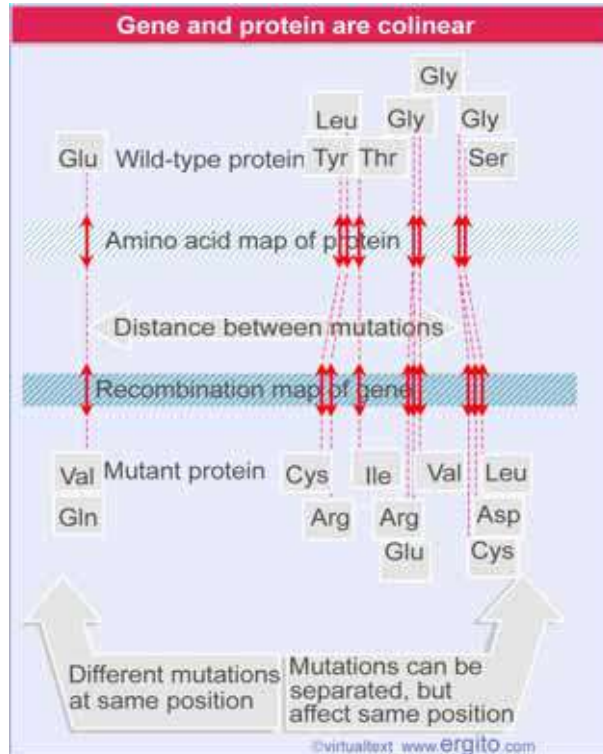 Gene and protein are colinear
Gly
Leu Gly Gly
Glu Wild-type protein Tyr Thr Ser
Amino acid map of protein
Distance between mutations
Recombination map of gene
Val Mutant protein Cys Ile Val Leu
Gln Arg Arg Asp
Glu Cys
Different mutations
at same position
Mutations can be
separated, but
affect same position
©virtualtext www.ergito.com